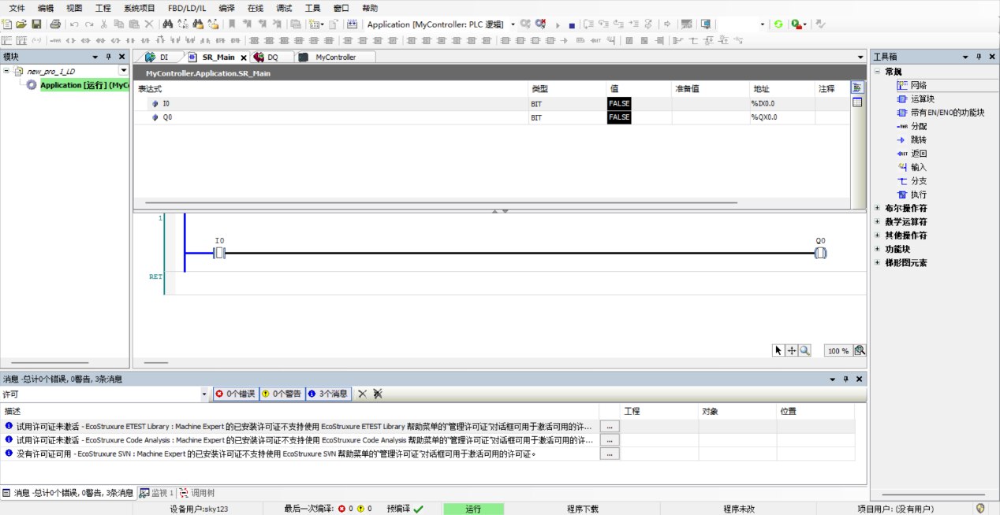 文件 编辑 视图 工程 系统项目 FBD/LD/IL 编译 在线 调试 工具 窗口 帮助
Application [MyController: PLC 逻辑]
模块
new_pro_1_LD
Application [运行] (MyCo
DI SR_Main DQ MyController
MyController.Application.SR_Main
表达式 类型 值 准备值 地址 注释
I0 BIT FALSE %IX0.0
Q0 BIT FALSE %QX0.0
1
I0 Q0
RET
100 %
工具箱
常规
网络
运算块
带有EN/ENO的功能块
分配
跳转
返回
输入
分支
执行
布尔操作符
数学运算符
其他操作符
功能块
梯形图元素
消息 -总计0个错误, 0警告, 3条消息
许可 0个错误 0个警告 3个消息
描述 工程 对象 位置
试用许可证未激活 - EcoStruxure ETEST Library : Machine Expert 的已安装许可证不支持使用 EcoStruxure ETEST Library 帮助菜单的“管理许可证”对话框可用于激活可用的许... ...
试用许可证未激活 - EcoStruxure Code Analysis : Machine Expert 的已安装许可证不支持使用 EcoStruxure Code Analysis 帮助菜单的“管理许可证”对话框可用于激活可用的许... ...
没有许可证可用 - EcoStruxure SVN : Machine Expert 的已安装许可证不支持使用 EcoStruxure SVN 帮助菜单的“管理许可证”对话框可用于激活可用的许可证。 ...
消息 -总计0个错误, 0警告, 3条消息 监视 1 调用树
设备用户:sky123 最后一次编译: 0 0 预编译 运行 程序下载 程序未改 项目用户: (没有用户)